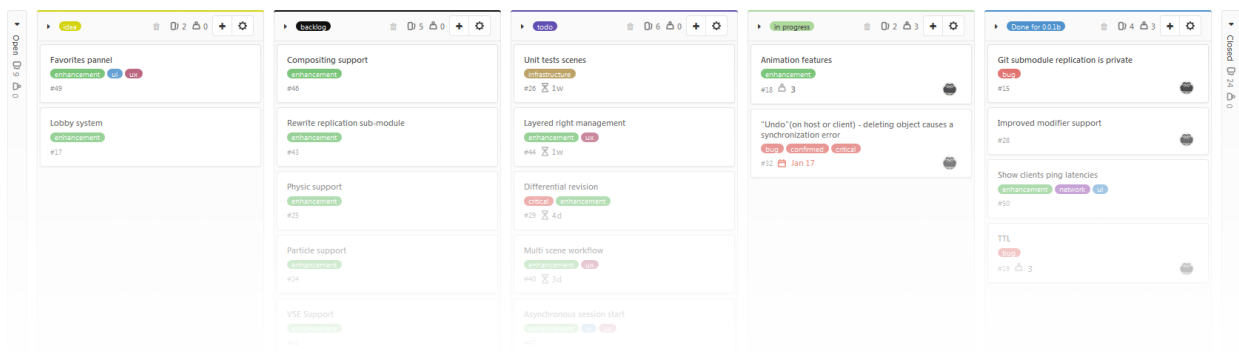 Open 9 0
idea 2 0
Favorites pannel
enhancement ui ux
#49
Lobby system
enhancement
#17
backlog 5 0
Compositing support
enhancement
#46
Rewrite replication sub-module
enhancement
#43
Physic support
enhancement
Particle support
enhancement
#24
VSE Support
enhancement
todo 6 0
Unit tests scenes
infrastructure
#26 1w
Layered right management
enhancement ux
#44 1w
Differential revision
critical enhancement
#29 4d
Multi scene workflow
enhancement ux
#40 3d
Asynchronous session start
enhancement ui ux
in progress 2 3
Animation features
enhancement
#18 3
"Undo"(on host or client) - deleting object causes a
synchronization error
bug confirmed critical
#32 Jan 17
Done for 0.0.1b 4 3
Git submodule replication is private
bug
#15
Improved modifier support
#28
Show clients ping latencies
enhancement network ui
#50
TTL
bug
#19 3
Closed 24 0